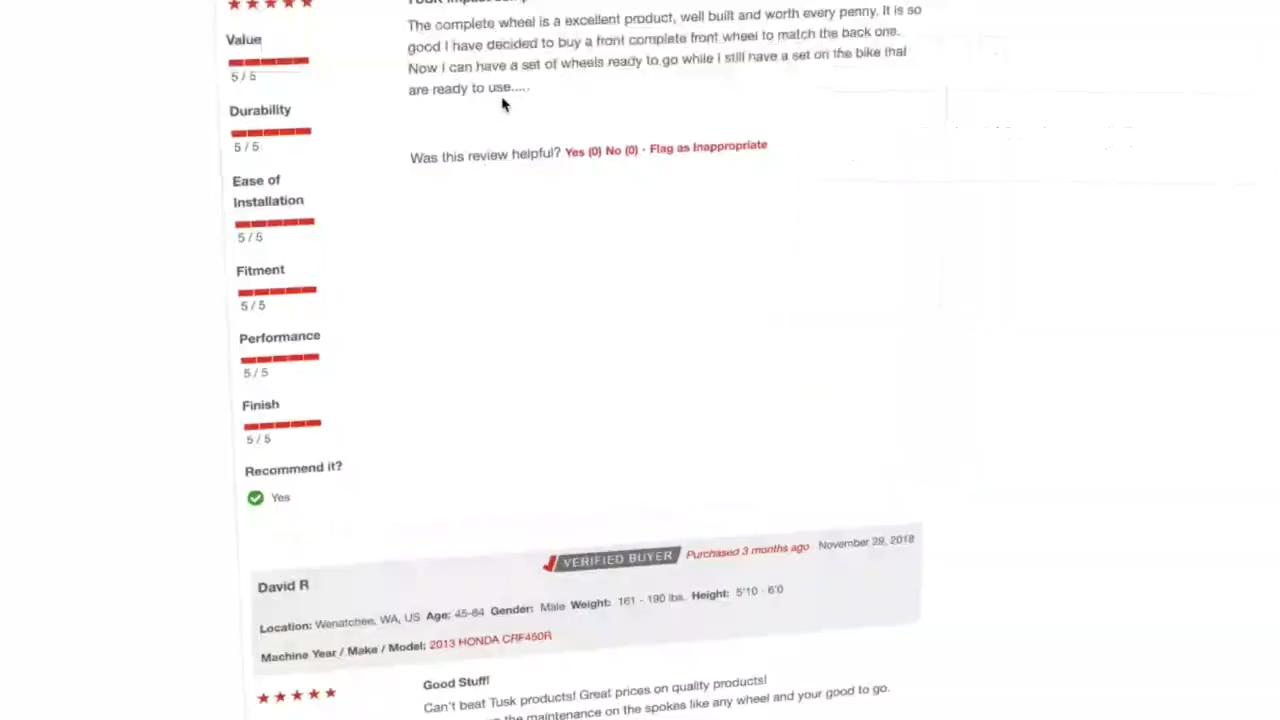 Value
5 / 5
Durability
5 / 5
Ease of
Installation
5 / 5
Fitment
5 / 5
Performance
5 / 5
Finish
5 / 5
Recommend it?
Yes
The complete wheel is a excellent product, well built and worth every penny. It is so
good I have decided to buy a front complete front wheel to match the back one.
Now I can have a set of wheels ready to go while I still have a set on the bike that
are ready to use.....
Was this review helpful? Yes (0) No (0) · Flag as Inappropriate
David R
VERIFIED BUYER Purchased 3 months ago November 29, 2018
Location: Wenatchee, WA, US Age: 45-64 Gender: Male Weight: 161 - 190 lbs. Height: 5'10 - 6'0
Machine Year / Make / Model: 2013 HONDA CRF450R
Good Stuff!
Can't beat Tusk products! Great prices on quality products!
the maintenance on the spokes like any wheel and your good to go.